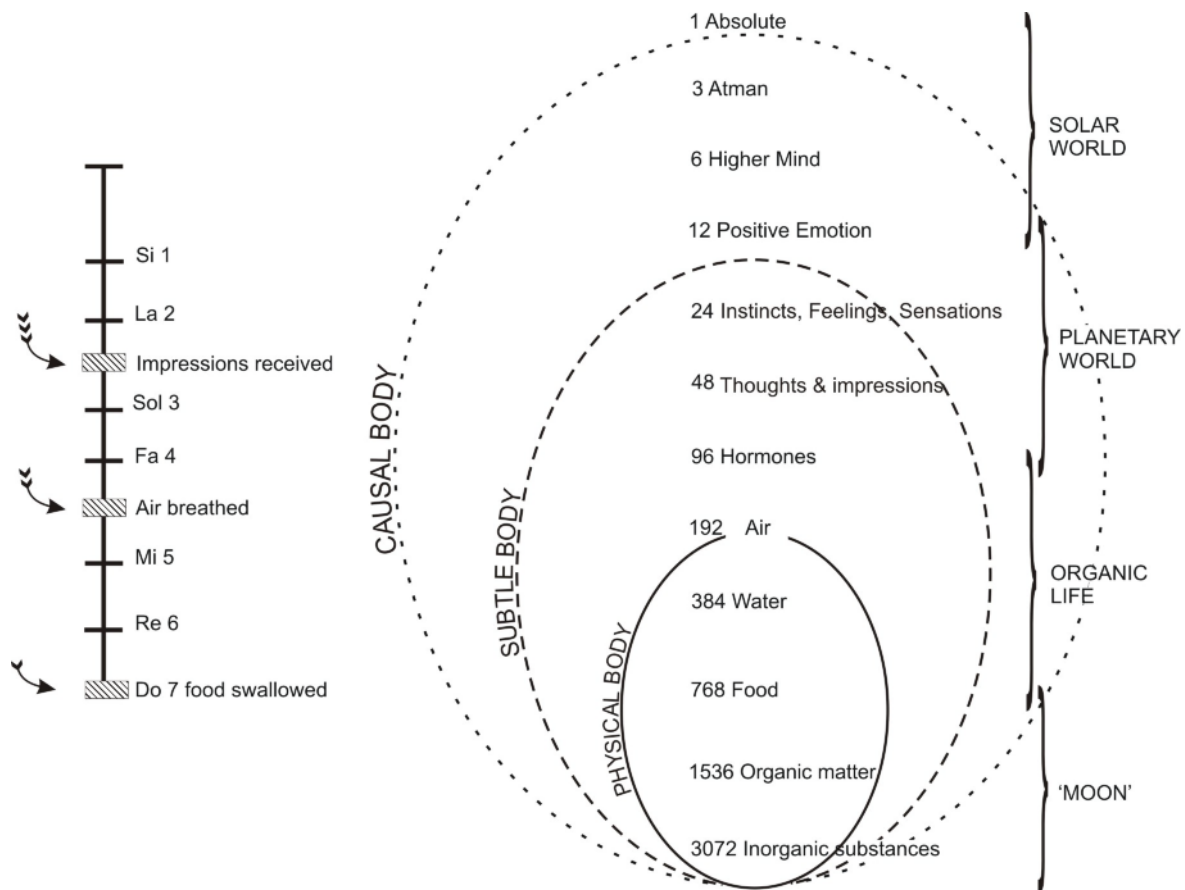 Si 1
La 2
Impressions received
Sol 3
Fa 4
Air breathed
Mi 5
Re 6
Do 7 food swallowed
CAUSAL BODY
SUBTLE BODY
PHYSICAL BODY
1 Absolute
3 Atman
6 Higher Mind
12 Positive Emotion
24 Instincts, Feelings, Sensations
48 Thoughts & impressions
96 Hormones
192 Air
384 Water
768 Food
1536 Organic matter
3072 Inorganic substances
SOLAR
WORLD
PLANETARY
WORLD
ORGANIC
LIFE
‘MOON’